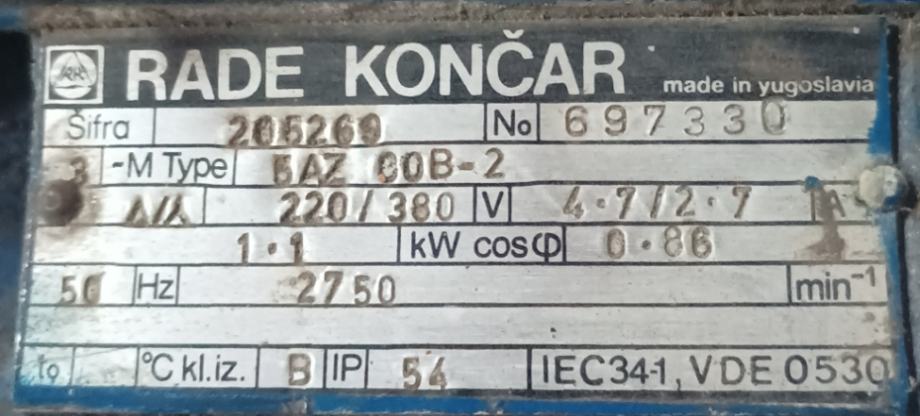 RADE KONČAR made in yugoslavia
Šifra 205260 No 697330
3 -M Type 5AZ 80B-2
Δ/λ 220/380 V 4.7/2.7 A
1.1 kW cosφ 0.86
50 Hz 2750 min⁻¹
to °C kl.iz. B IP 54 IEC34-1, VDE 0530